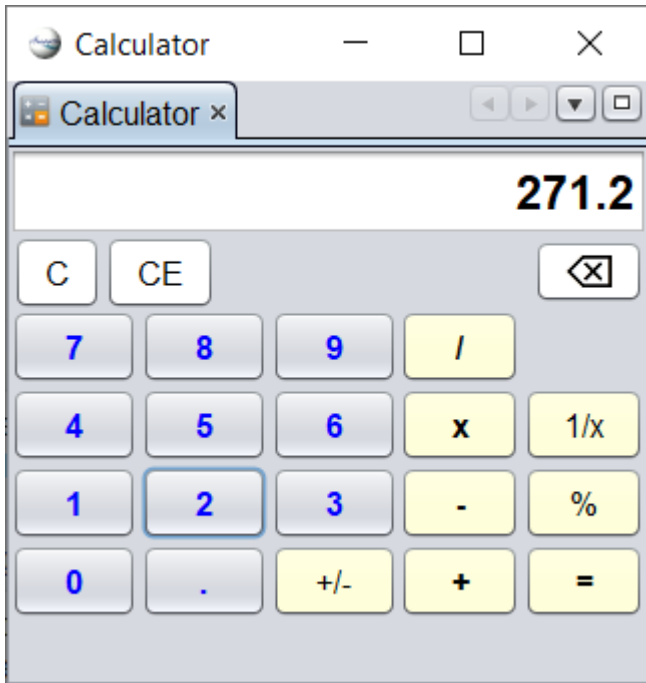 Calculator
Calculator ×
271.2
C CE
7 8 9 /
4 5 6 x 1/x
1 2 3 - %
0 . +/- + =